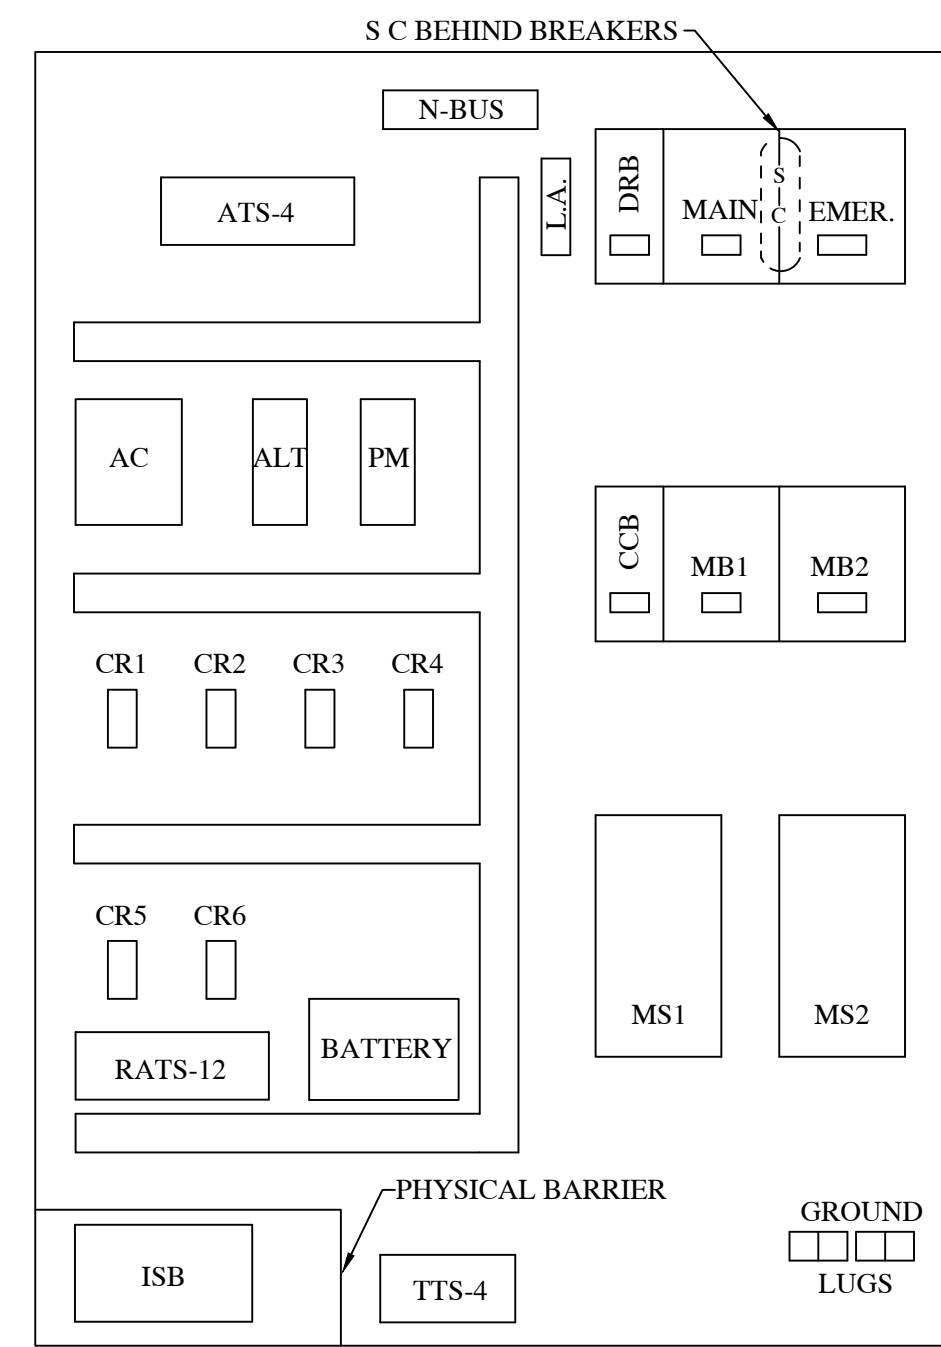 S C BEHIND BREAKERS
N-BUS
ATS-4
L.A.
DRB
MAIN
S
C
EMER.
AC
ALT
PM
CCB
MB1
MB2
CR1
CR2
CR3
CR4
CR5
CR6
MS1
MS2
BATTERY
RATS-12
PHYSICAL BARRIER
GROUND
LUGS
ISB
TTS-4